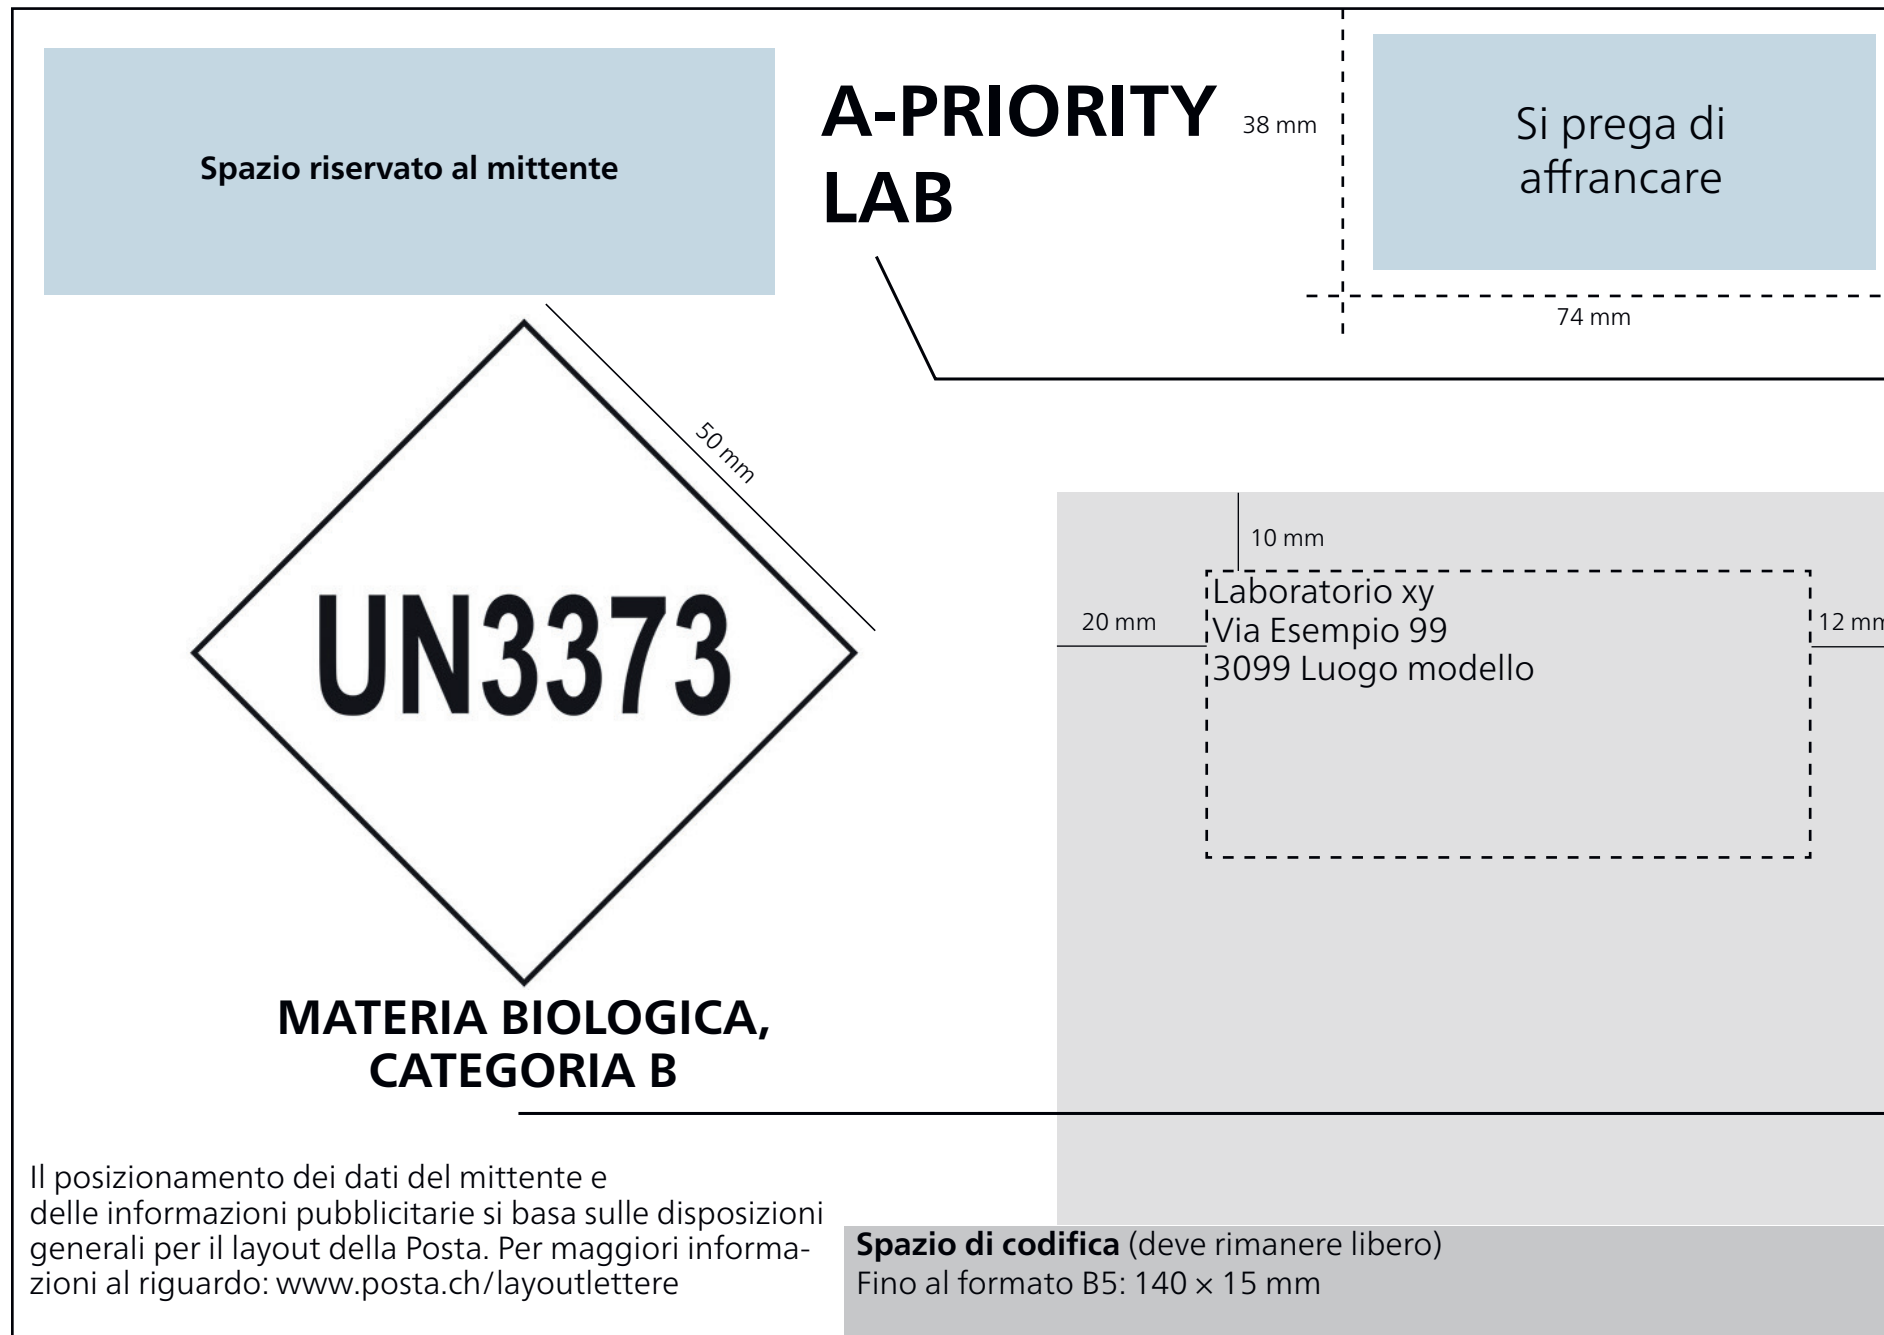 Spazio riservato al mittente
A-PRIORITY
LAB
38 mm
Si prega di
affrancare
74 mm
50 mm
UN3373
MATERIA BIOLOGICA,
CATEGORIA B
10 mm
20 mm
Laboratorio xy
Via Esempio 99
3099 Luogo modello
12 mm
Il posizionamento dei dati del mittente e
delle informazioni pubblicitarie si basa sulle disposizioni
generali per il layout della Posta. Per maggiori informa-
zioni al riguardo: www.posta.ch/layoutlettere
Spazio di codifica (deve rimanere libero)
Fino al formato B5: 140 × 15 mm